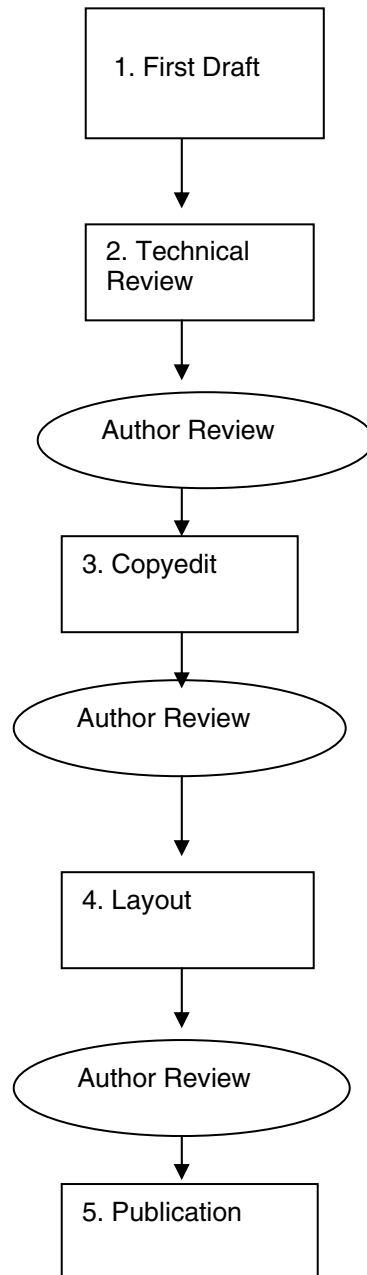 1. First Draft
2. Technical
Review
Author Review
3. Copyedit
Author Review
4. Layout
Author Review
5. Publication